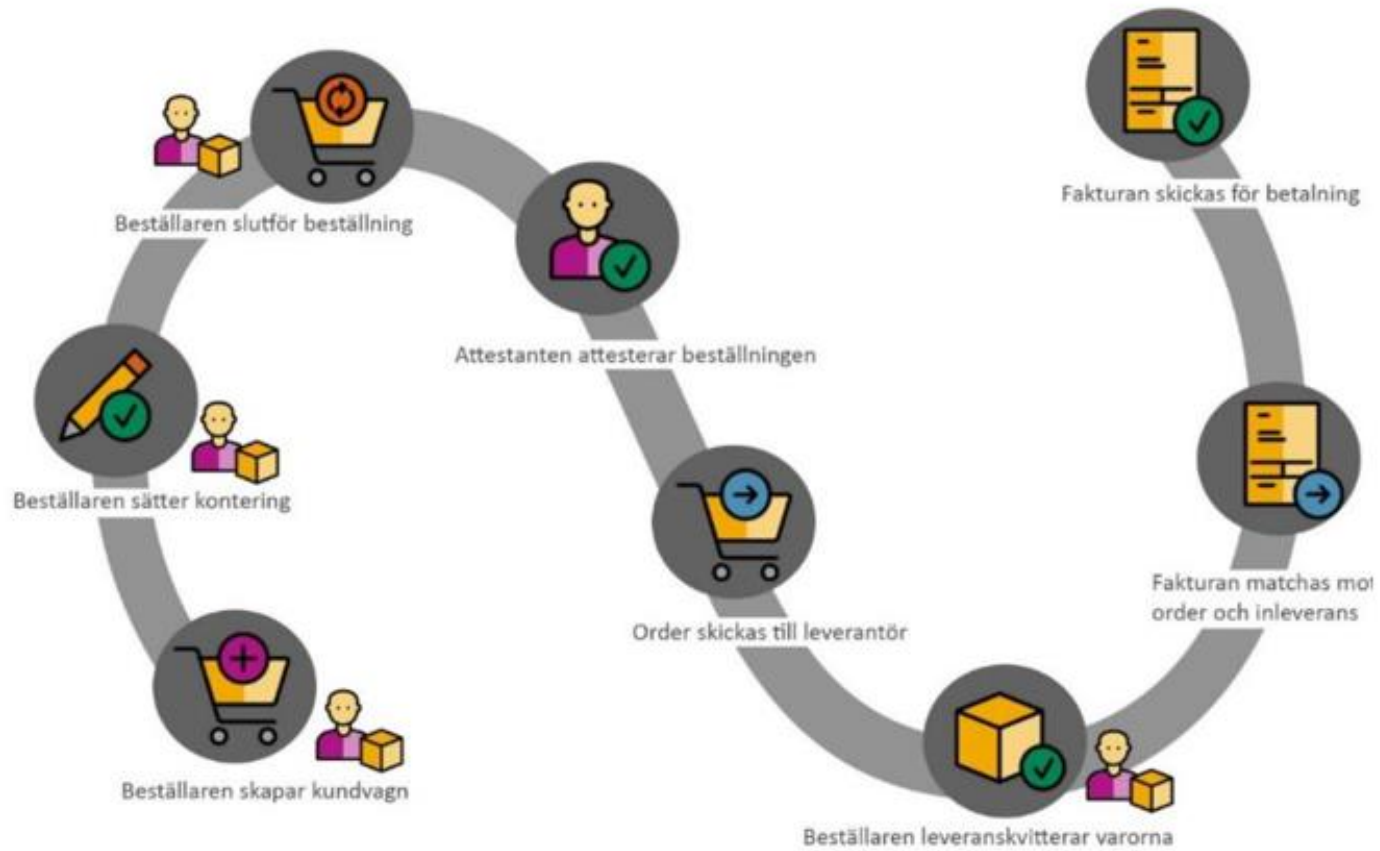 Beställaren skapar kundvagn
Beställaren sätter kontering
Beställaren slutför beställning
Attestanten attesterar beställningen
Order skickas till leverantör
Beställaren leveranskvitterar varorna
Fakturan matchas mot
order och inleverans
Fakturan skickas för betalning